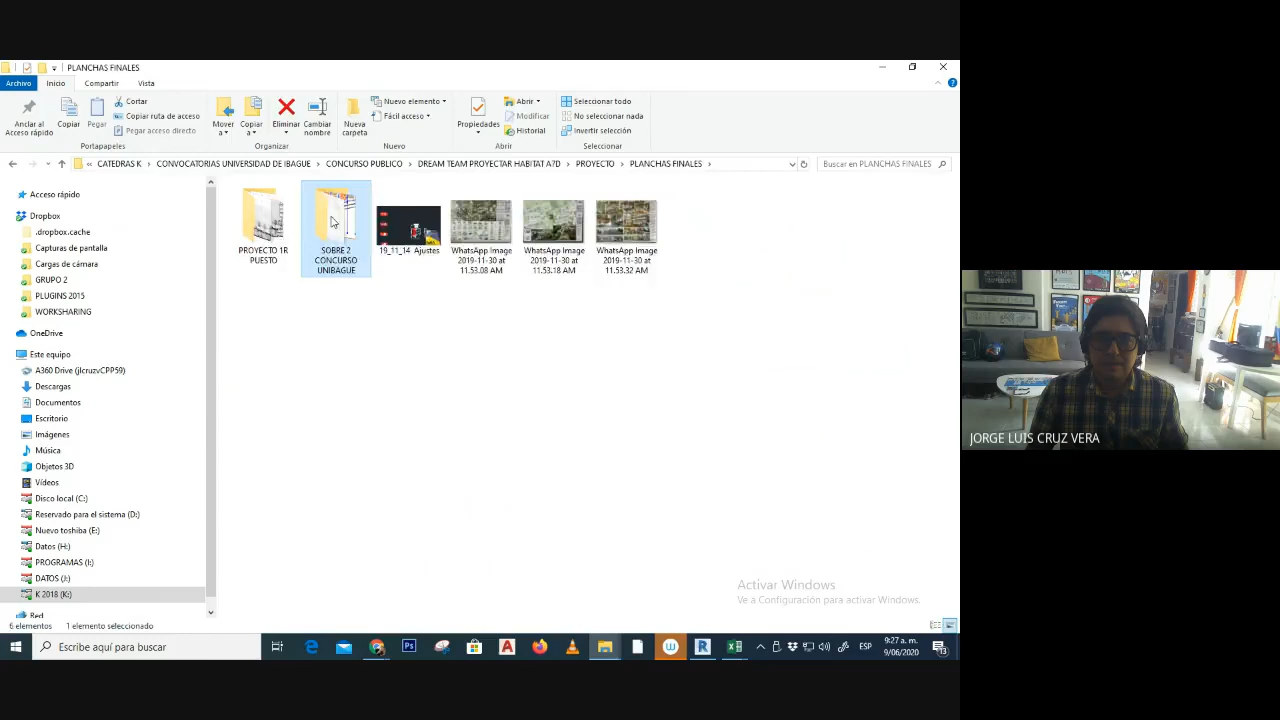 PLANCHAS FINALES
Archivo Inicio Compartir Vista
Anclar al Acceso rápido
Copiar
Pegar
Cortar
Copiar ruta de acceso
Pegar acceso directo
Portapapeles
Mover a
Copiar a
Eliminar
Cambiar nombre
Organizar
Nueva carpeta
Nuevo elemento
Fácil acceso
Nuevo
Propiedades
Abrir
Modificar
Historial
Abrir
Seleccionar todo
No seleccionar nada
Invertir selección
Seleccionar
« CATEDRAS K > CONVOCATORIAS UNIVERSIDAD DE IBAGUE > CONCURSO PUBLICO > DREAM TEAM PROYECTAR HABITAT A7D > PROYECTO > PLANCHAS FINALES >
Buscar en PLANCHAS FINALES
Acceso rápido
Dropbox
.dropbox.cache
Capturas de pantalla
Cargas de cámara
GRUPO 2
PLUGINS 2015
WORKSHARING
OneDrive
Este equipo
A360 Drive (jlcruzvCPP59)
Descargas
Documentos
Escritorio
Imágenes
Música
Objetos 3D
Vídeos
Disco local (C:)
Reservado para el sistema (D:)
Nuevo toshiba (E:)
Datos (H:)
PROGRAMAS (I:)
DATOS (J:)
K 2018 (K:)
Red
PROYECTO 1R
PUESTO
SOBRE 2
CONCURSO
UNIBAGUE
19_11_14 Ajustes
WhatsApp Image
2019-11-30 at
11.53.08 AM
WhatsApp Image
2019-11-30 at
11.53.18 AM
WhatsApp Image
2019-11-30 at
11.53.32 AM
Activar Windows
Ve a Configuración para activar Windows.
6 elementos 1 elemento seleccionado
Escribe aquí para buscar
ESP
9:27 a. m.
9/06/2020
13
JORGE LUIS CRUZ VERA